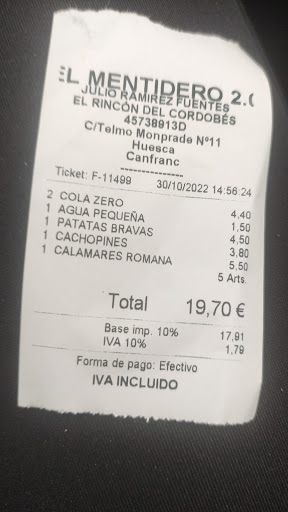 EL MENTIDERO 2.0
JULIO RAMIREZ FUENTES
EL RINCÓN DEL CORDOBÉS
45738913D
C/Telmo Monprade Nº11
Huesca
Canfranc
----------------
Ticket: F-11499 30/10/2022 14:56:24
2 COLA ZERO 4,40
1 AGUA PEQUEÑA 1,50
1 PATATAS BRAVAS 4,50
1 CACHOPINES 3,80
1 CALAMARES ROMANA 5,50
5 Arts.
Total 19,70 €
Base imp. 10% 17,91
IVA 10% 1,79
Forma de pago: Efectivo
IVA INCLUIDO